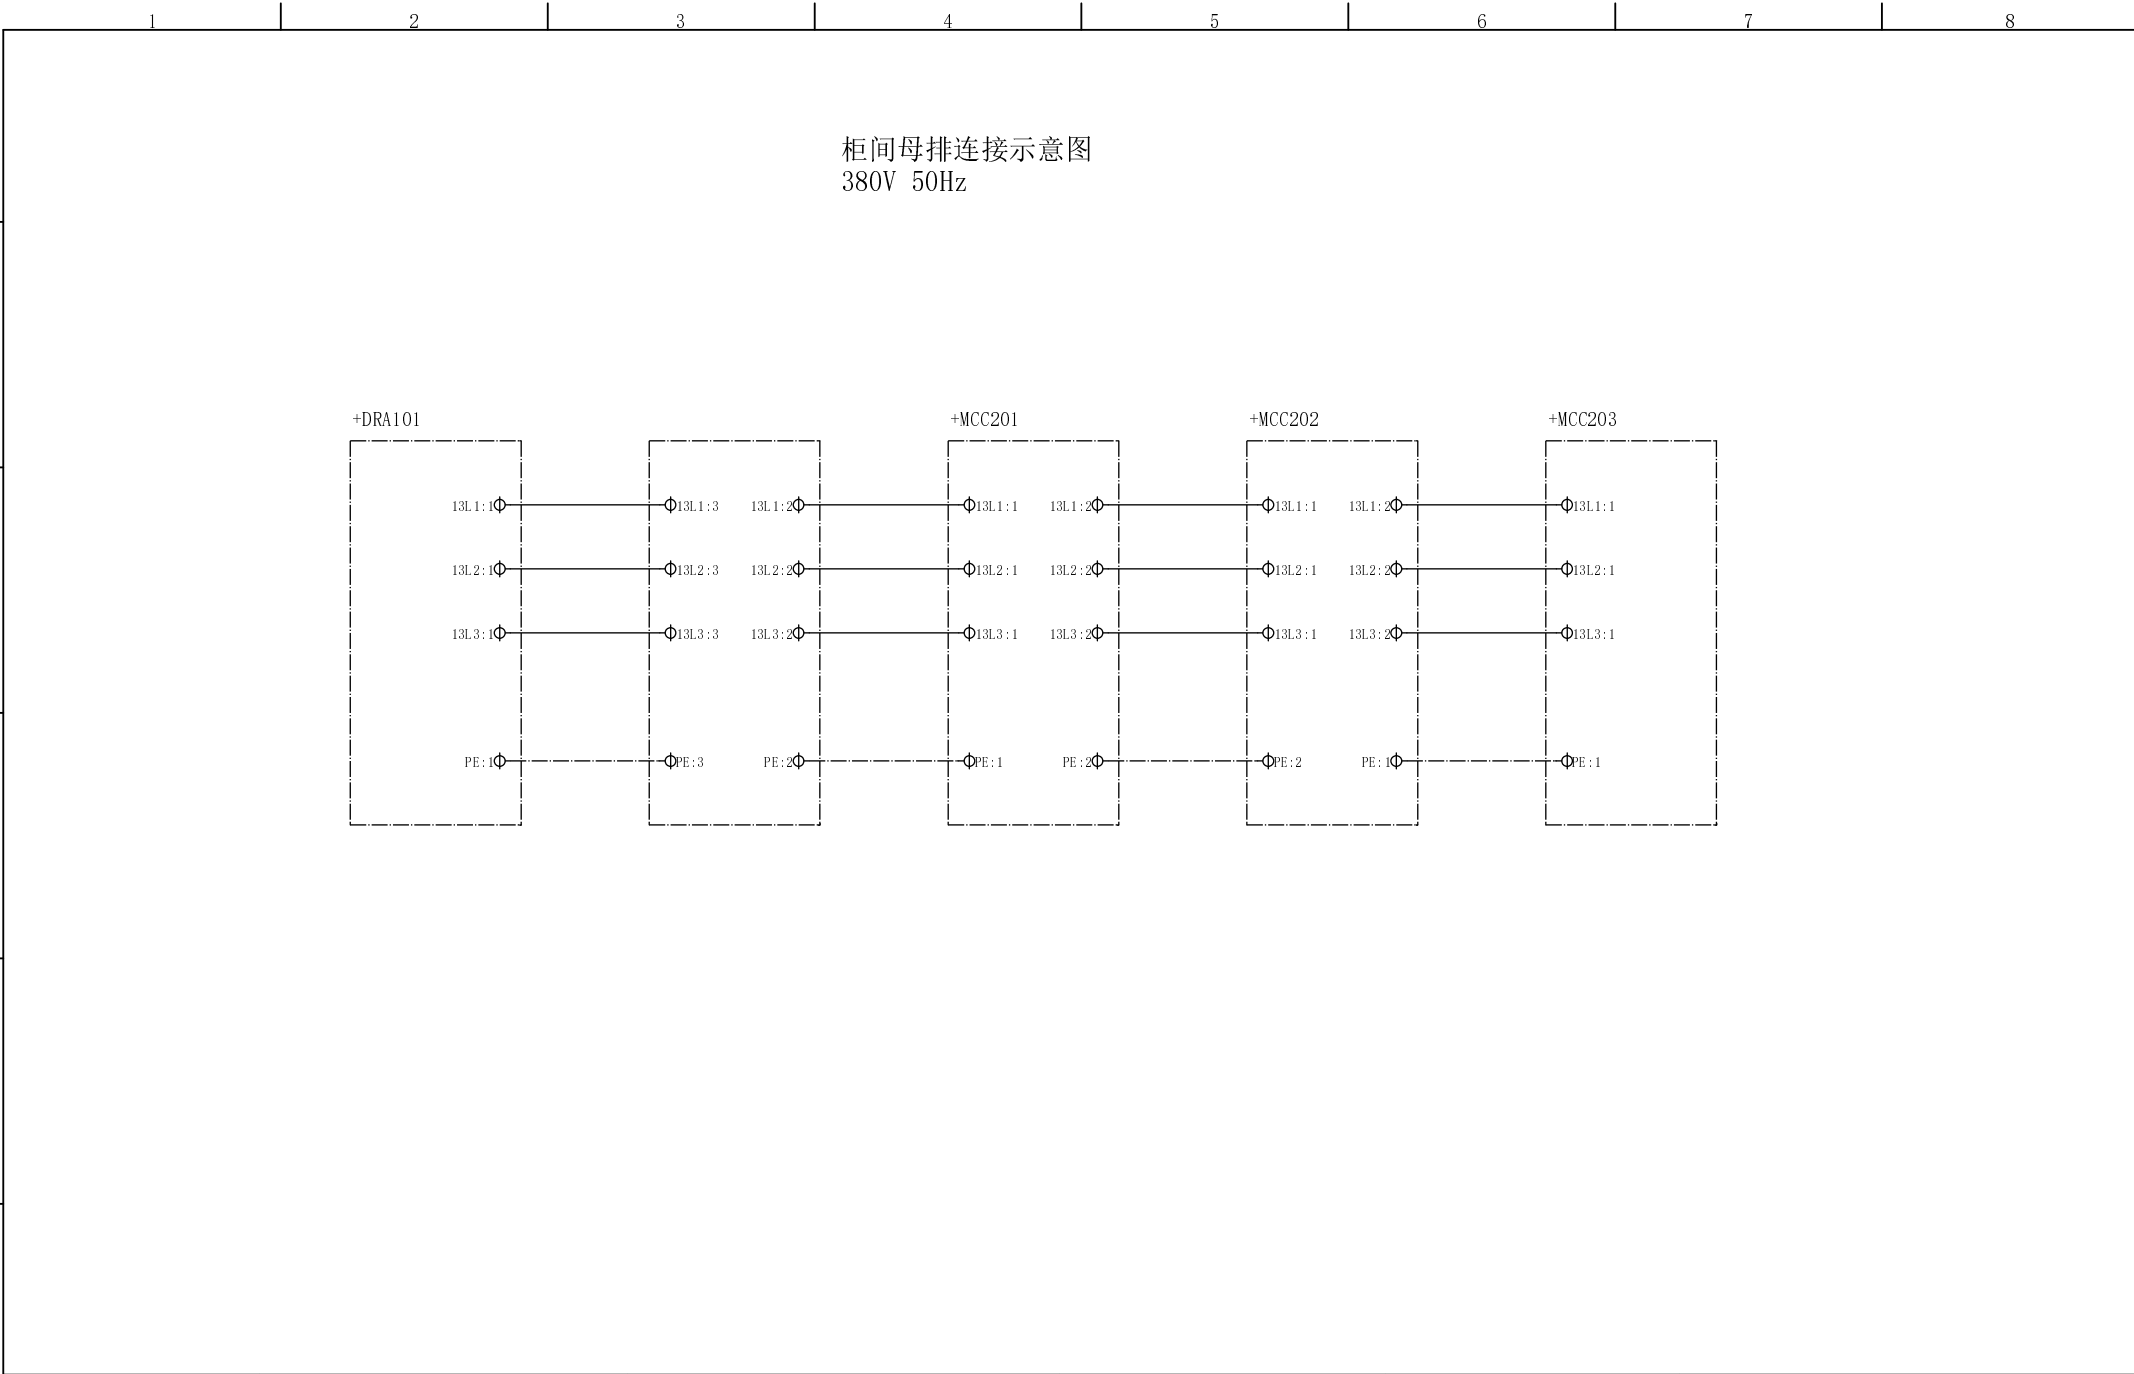 1 2 3 4 5 6 7 8
柜间母排连接示意图
380V 50Hz
+DRA101 +MCC201 +MCC202 +MCC203
13L1:1 13L1:3 13L1:2 13L1:1 13L1:2 13L1:1 13L1:2 13L1:1
13L2:1 13L2:3 13L2:2 13L2:1 13L2:2 13L2:1 13L2:2 13L2:1
13L3:1 13L3:3 13L3:2 13L3:1 13L3:2 13L3:1 13L3:2 13L3:1
PE:1 PE:3 PE:2 PE:1 PE:2 PE:2 PE:1 PE:1